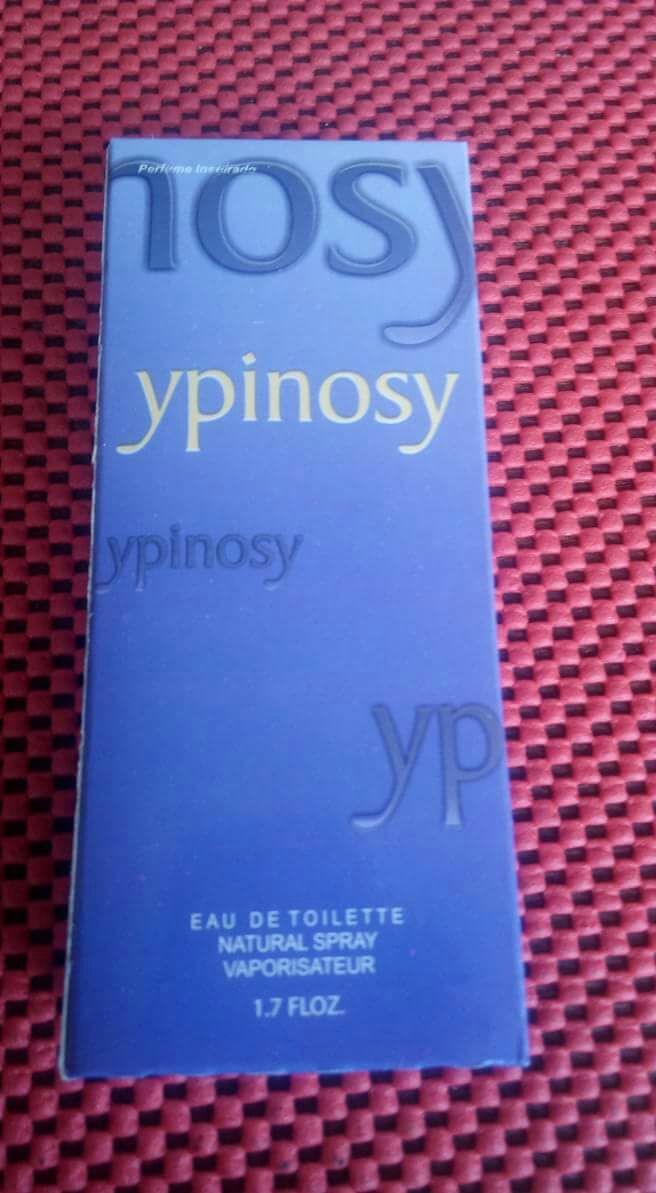 Perfume Inspirado
nosy
ypinosy
ypinosy
yp
EAU DE TOILETTE
NATURAL SPRAY
VAPORISATEUR
1.7 FLOZ.